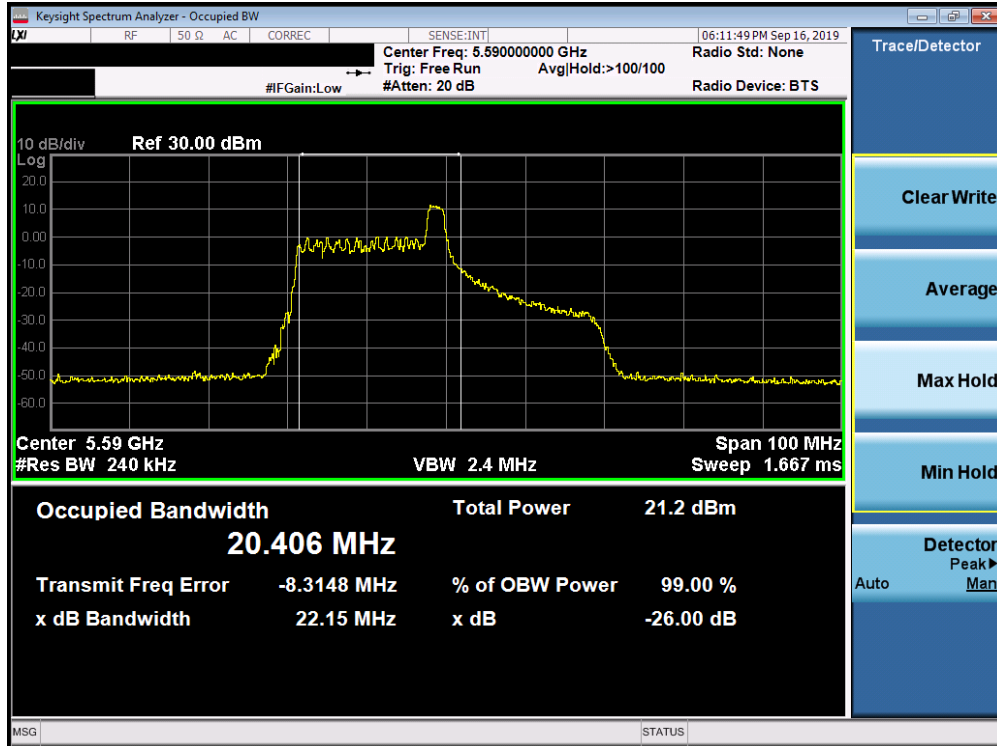 Keysight Spectrum Analyzer - Occupied BW
LXI RF 50 Ω AC CORREC SENSE:INT 06:11:49 PM Sep 16, 2019
Center Freq: 5.590000000 GHz Radio Std: None
Trig: Free Run Avg|Hold:>100/100
#IFGain:Low #Atten: 20 dB Radio Device: BTS
10 dB/div Ref 30.00 dBm
Log
20.0
10.0
0.00
-10.0
-20.0
-30.0
-40.0
-50.0
-60.0
Center 5.59 GHz Span 100 MHz
#Res BW 240 kHz VBW 2.4 MHz Sweep 1.667 ms
Occupied Bandwidth Total Power 21.2 dBm
20.406 MHz
Transmit Freq Error -8.3148 MHz % of OBW Power 99.00 %
x dB Bandwidth 22.15 MHz x dB -26.00 dB
MSG STATUS
Trace/Detector
Clear Write
Average
Max Hold
Min Hold
Detector
Peak▶
Auto Man